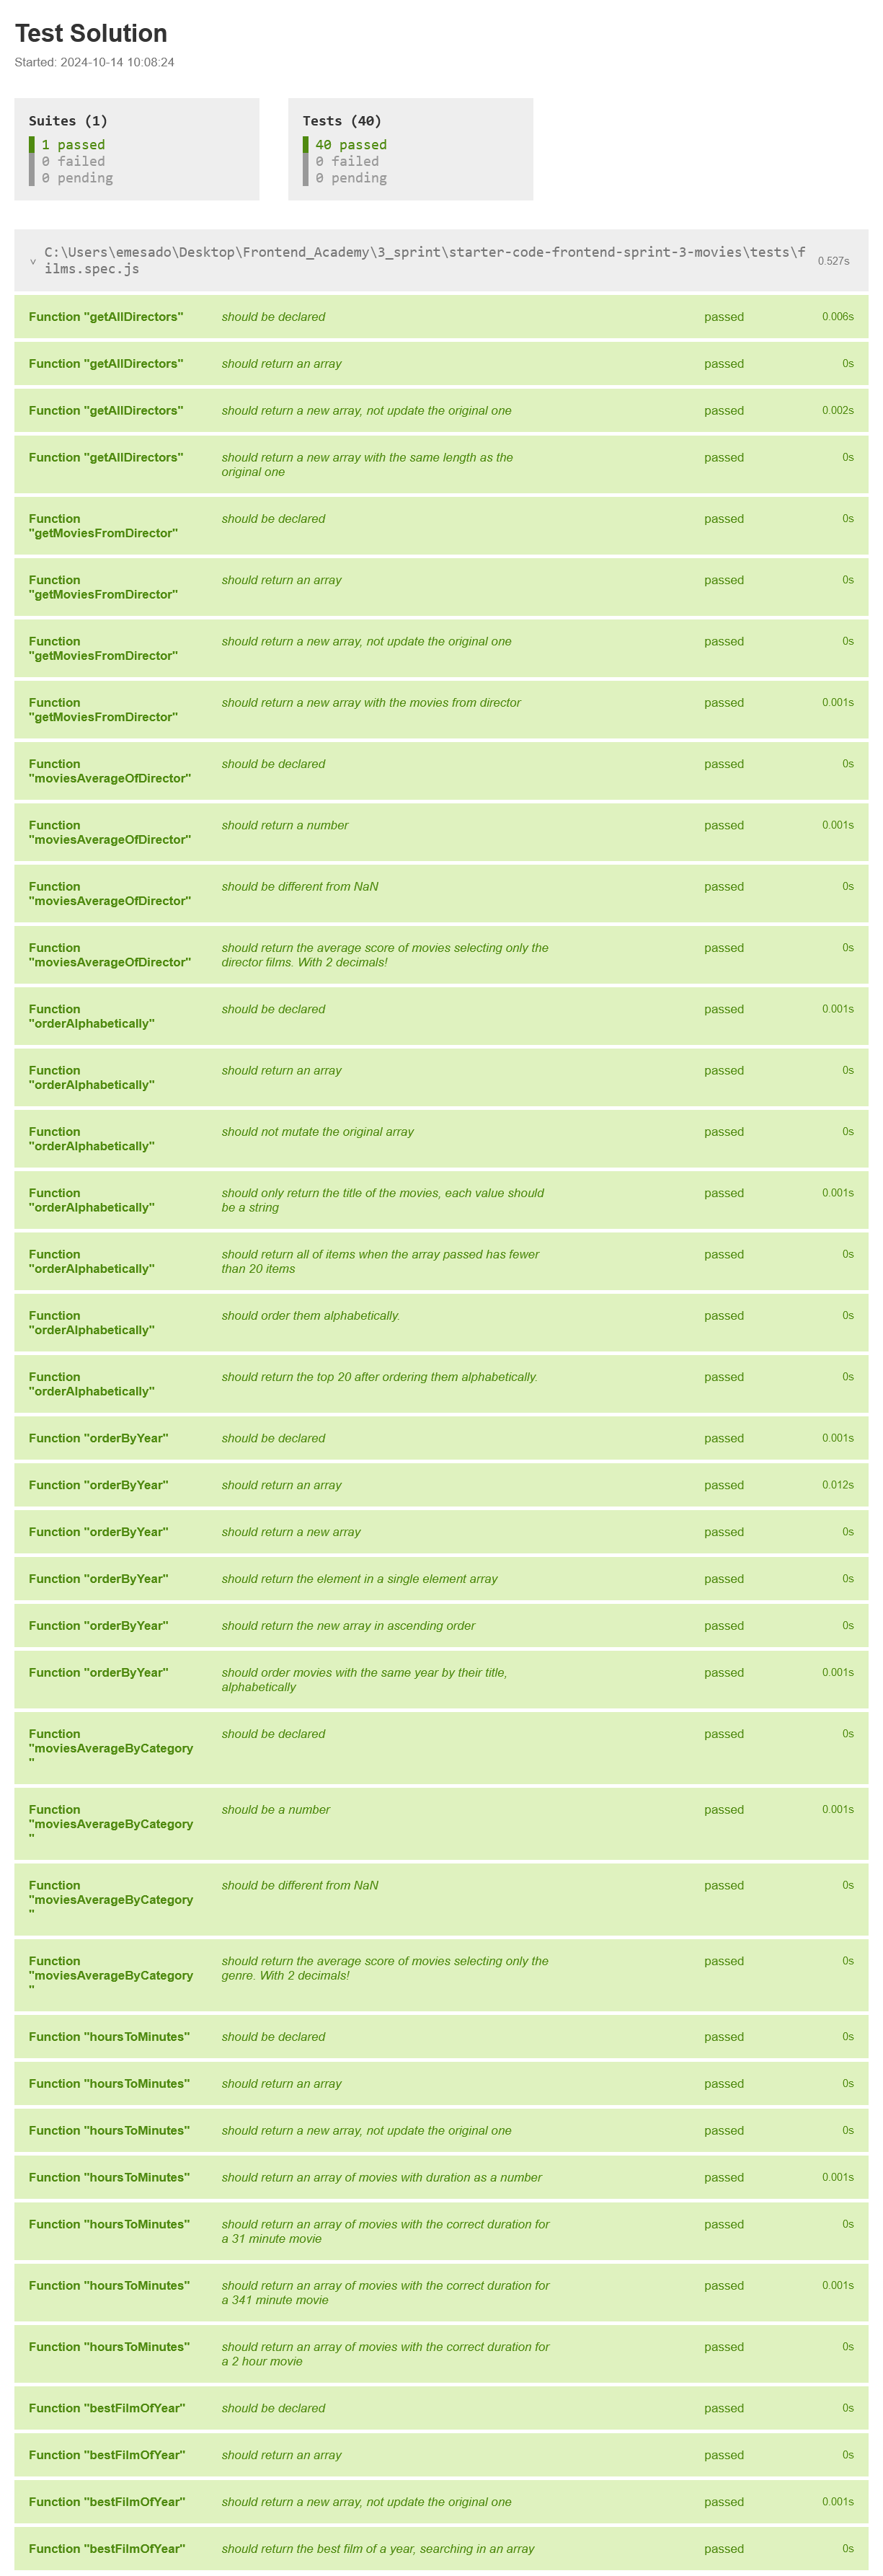 Test Solution
Started: 2024-10-14 10:08:24
Suites (1)
1 passed
0 failed
0 pending
Tests (40)
40 passed
0 failed
0 pending
˅ C:\Users\emesado\Desktop\Frontend_Academy\3_sprint\starter-code-frontend-sprint-3-movies\tests\f
ilms.spec.js 0.527s
Function "getAllDirectors" should be declared passed 0.006s
Function "getAllDirectors" should return an array passed 0s
Function "getAllDirectors" should return a new array, not update the original one passed 0.002s
Function "getAllDirectors" should return a new array with the same length as the passed 0s
original one
Function should be declared passed 0s
"getMoviesFromDirector"
Function should return an array passed 0s
"getMoviesFromDirector"
Function should return a new array, not update the original one passed 0s
"getMoviesFromDirector"
Function should return a new array with the movies from director passed 0.001s
"getMoviesFromDirector"
Function should be declared passed 0s
"moviesAverageOfDirector"
Function should return a number passed 0.001s
"moviesAverageOfDirector"
Function should be different from NaN passed 0s
"moviesAverageOfDirector"
Function should return the average score of movies selecting only the passed 0s
"moviesAverageOfDirector" director films. With 2 decimals!
Function should be declared passed 0.001s
"orderAlphabetically"
Function should return an array passed 0s
"orderAlphabetically"
Function should not mutate the original array passed 0s
"orderAlphabetically"
Function should only return the title of the movies, each value should passed 0.001s
"orderAlphabetically" be a string
Function should return all of items when the array passed has fewer passed 0s
"orderAlphabetically" than 20 items
Function should order them alphabetically. passed 0s
"orderAlphabetically"
Function should return the top 20 after ordering them alphabetically. passed 0s
"orderAlphabetically"
Function "orderByYear" should be declared passed 0.001s
Function "orderByYear" should return an array passed 0.012s
Function "orderByYear" should return a new array passed 0s
Function "orderByYear" should return the element in a single element array passed 0s
Function "orderByYear" should return the new array in ascending order passed 0s
Function "orderByYear" should order movies with the same year by their title, passed 0.001s
alphabetically
Function should be declared passed 0s
"moviesAverageByCategory
"
Function should be a number passed 0.001s
"moviesAverageByCategory
"
Function should be different from NaN passed 0s
"moviesAverageByCategory
"
Function should return the average score of movies selecting only the passed 0s
"moviesAverageByCategory genre. With 2 decimals!
"
Function "hoursToMinutes" should be declared passed 0s
Function "hoursToMinutes" should return an array passed 0s
Function "hoursToMinutes" should return a new array, not update the original one passed 0s
Function "hoursToMinutes" should return an array of movies with duration as a number passed 0.001s
Function "hoursToMinutes" should return an array of movies with the correct duration for passed 0s
a 31 minute movie
Function "hoursToMinutes" should return an array of movies with the correct duration for passed 0.001s
a 341 minute movie
Function "hoursToMinutes" should return an array of movies with the correct duration for passed 0s
a 2 hour movie
Function "bestFilmOfYear" should be declared passed 0s
Function "bestFilmOfYear" should return an array passed 0s
Function "bestFilmOfYear" should return a new array, not update the original one passed 0.001s
Function "bestFilmOfYear" should return the best film of a year, searching in an array passed 0s